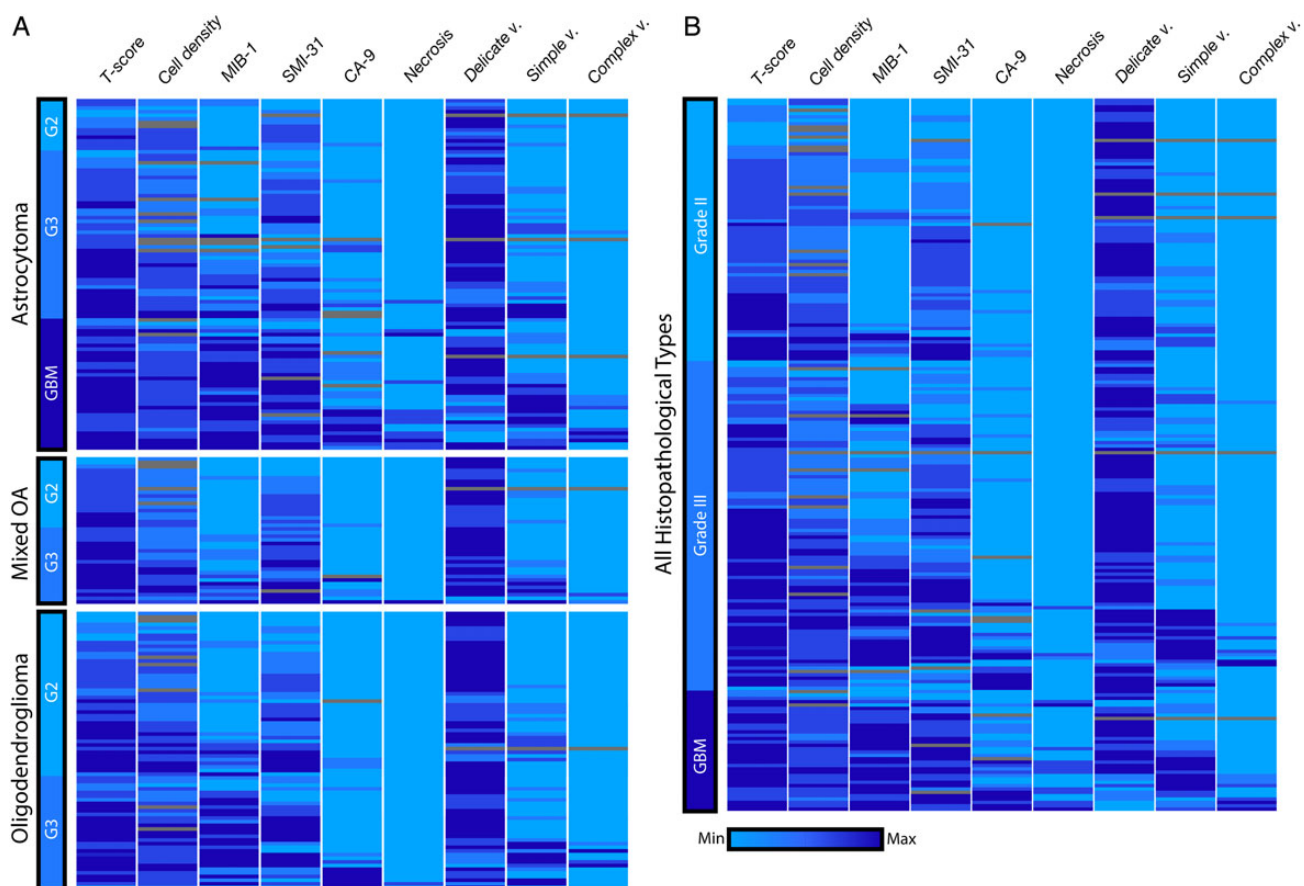 A
T-score Cell density MIB-1 SMI-31 CA-9 Necrosis Delicate v. Simple v. Complex v.
Astrocytoma
G2
G3
GBM
Mixed OA
G2
G3
Oligodendroglioma
G2
G3
B
T-score Cell density MIB-1 SMI-31 CA-9 Necrosis Delicate v. Simple v. Complex v.
All Histopathological Types
Grade II
Grade III
GBM
Min Max